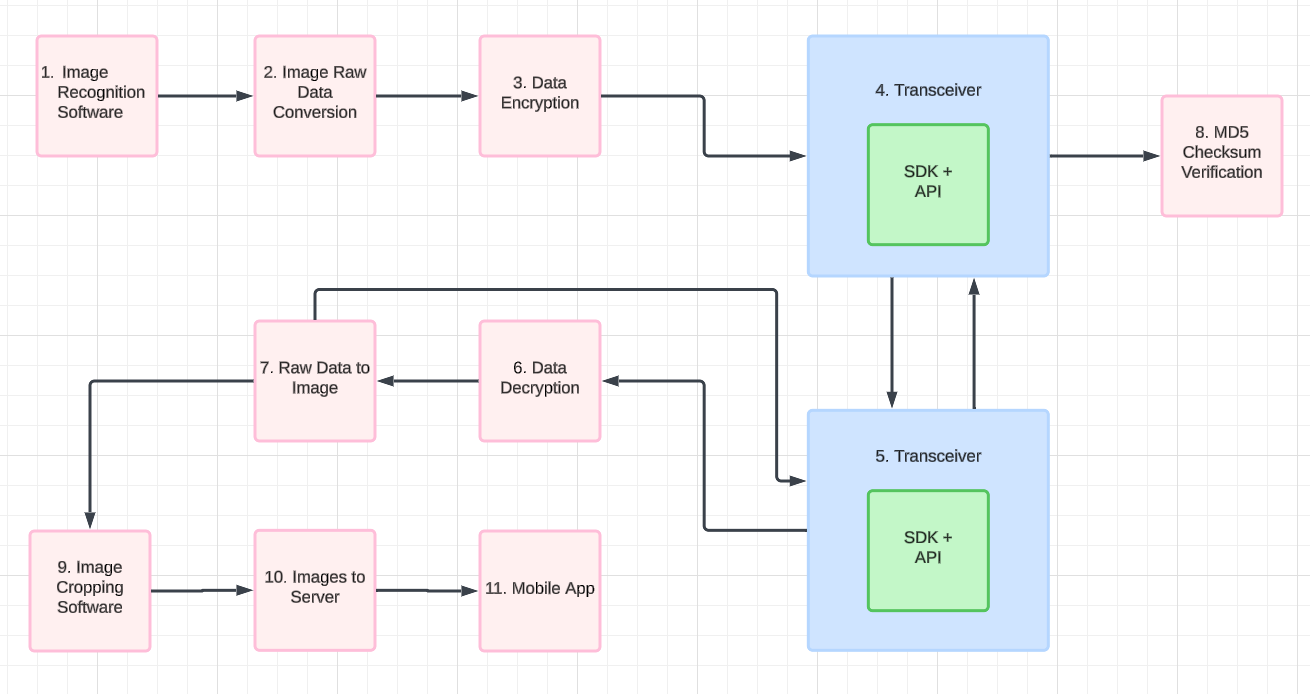 1. Image
Recognition
Software
2. Image Raw
Data
Conversion
3. Data
Encryption
4. Transceiver
SDK +
API
8. MD5
Checksum
Verification
7. Raw Data to
Image
6. Data
Decryption
5. Transceiver
SDK +
API
9. Image
Cropping
Software
10. Images to
Server
11. Mobile App